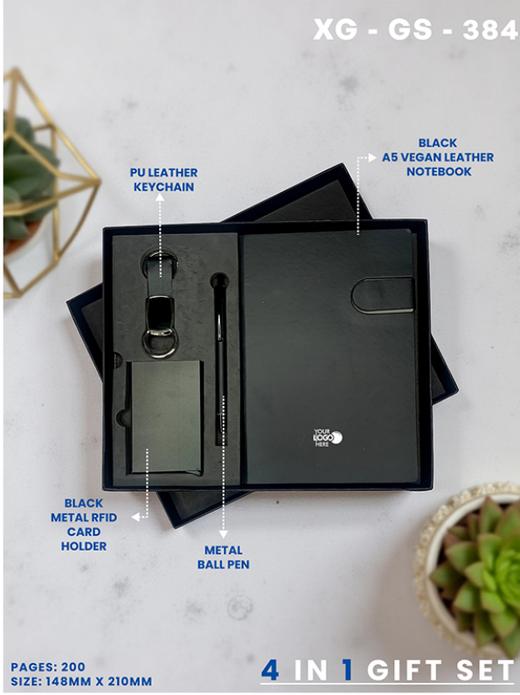 XG - GS - 384
BLACK
A5 VEGAN LEATHER
NOTEBOOK
PU LEATHER
KEYCHAIN
YOUR
LOGO
HERE
BLACK
METAL RFID
CARD
HOLDER
METAL
BALL PEN
PAGES: 200
SIZE: 148MM X 210MM
4 IN 1 GIFT SET